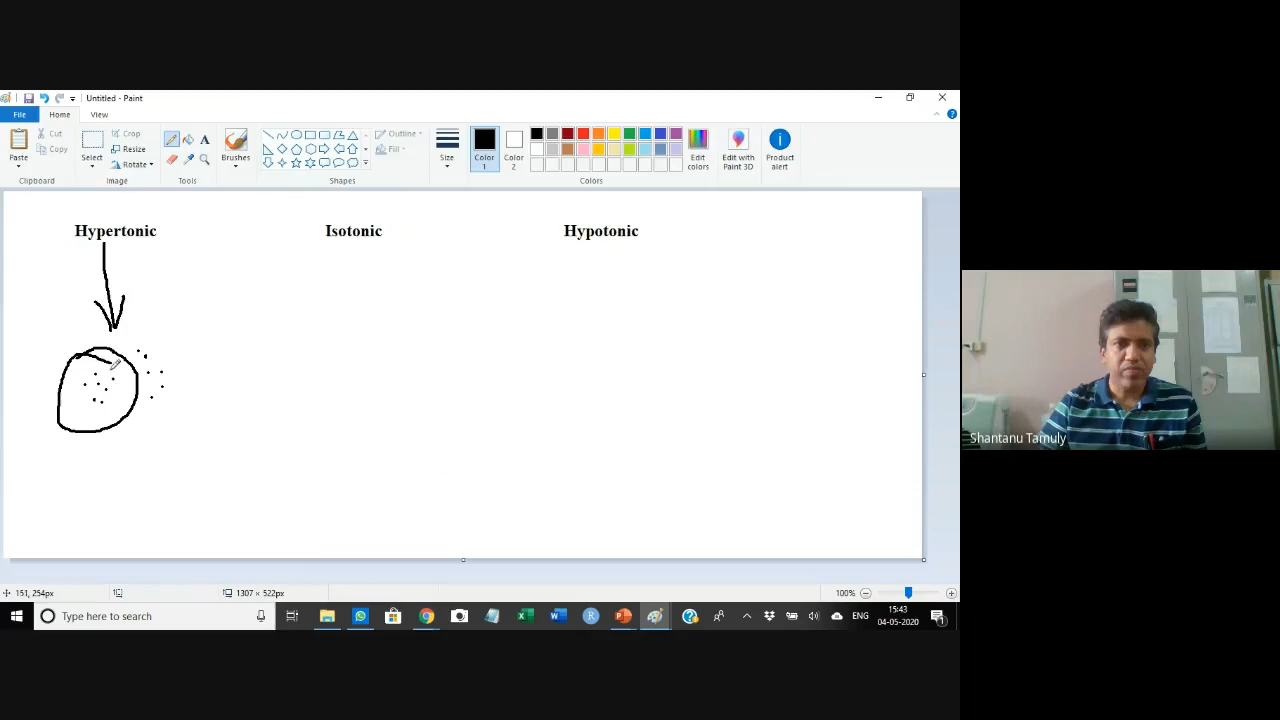 Untitled - Paint
File Home View
Paste
Cut
Copy
Clipboard
Select
Crop
Resize
Rotate
Image
A
Tools
Brushes
Outline
Fill
Shapes
Size
Color
1
Color
2
Edit
colors
Colors
Edit with
Paint 3D
Product
alert
Hypertonic Isotonic Hypotonic
Shantanu Tamuly
151, 254px 1307 × 522px 100%
Type here to search
ENG
15:43
04-05-2020